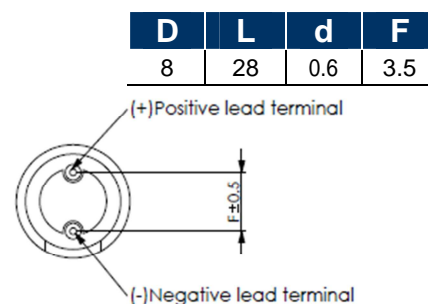 D L d F
8 28 0.6 3.5
(+)Positive lead terminal
F±0.5
(-)Negative lead terminal